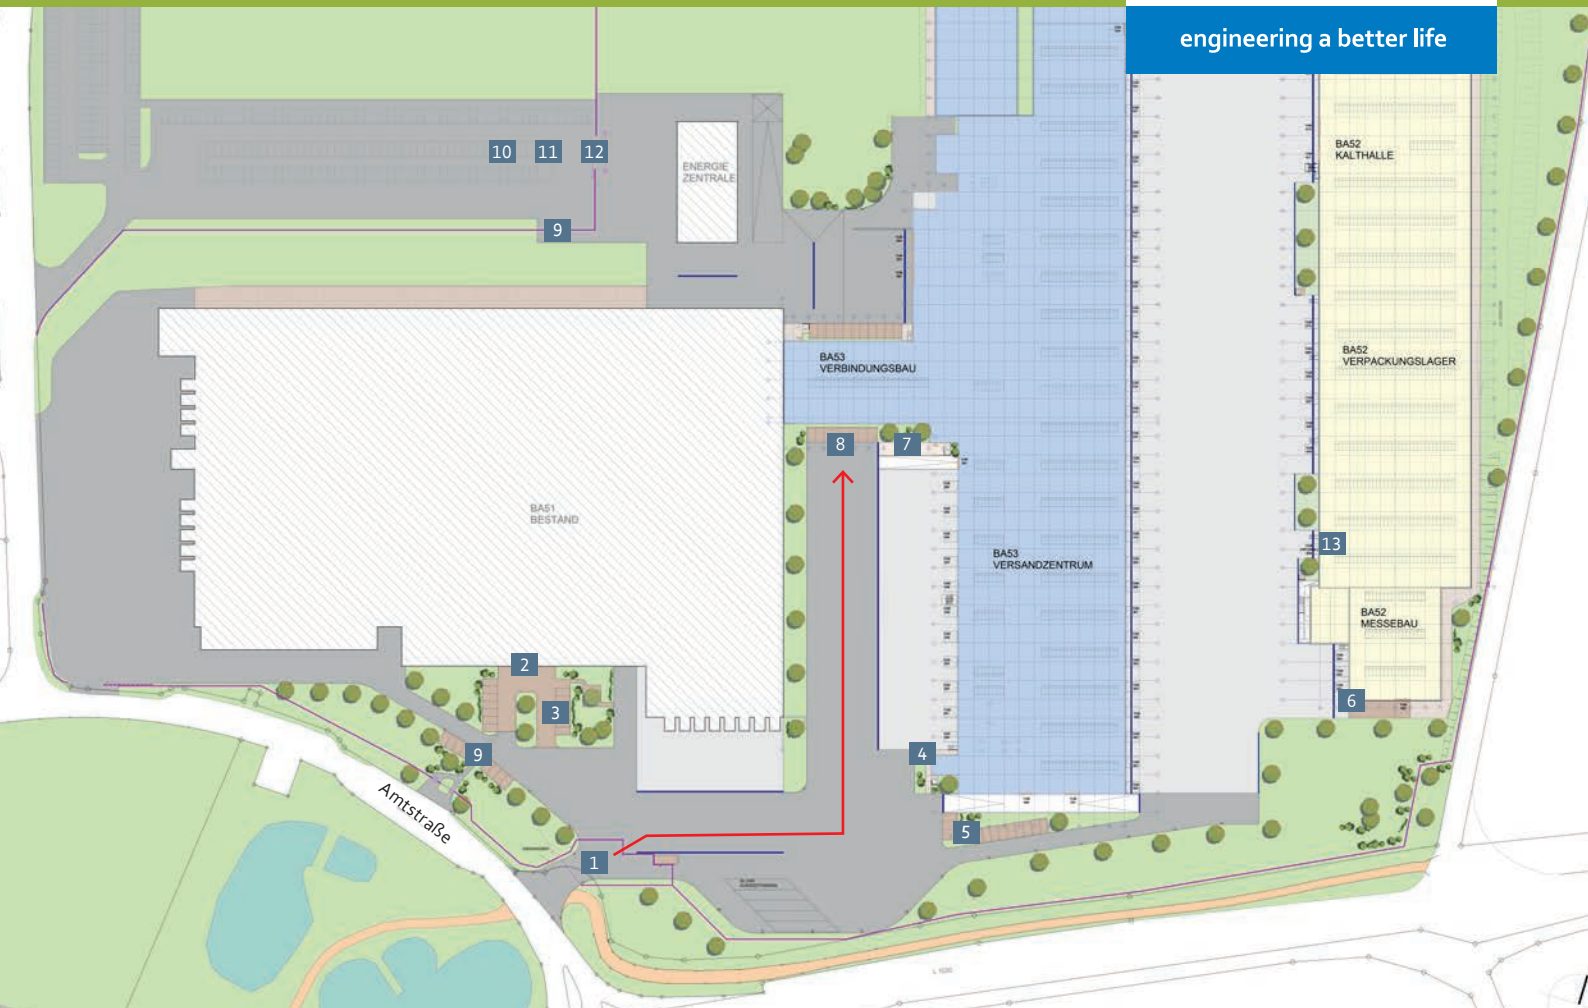 engineering a better life
BA52
KALTHALLE
10 11 12
ENERGIE
ZENTRALE
9
BA53
VERBINDUNGSBAU
BA52
VERPACKUNGSLAGER
8 7
BA51
BESTAND
13
BA53
VERSANDZENTRUM
BA52
MESSEBAU
2
6
3
9
4
Amtstraße
5
1